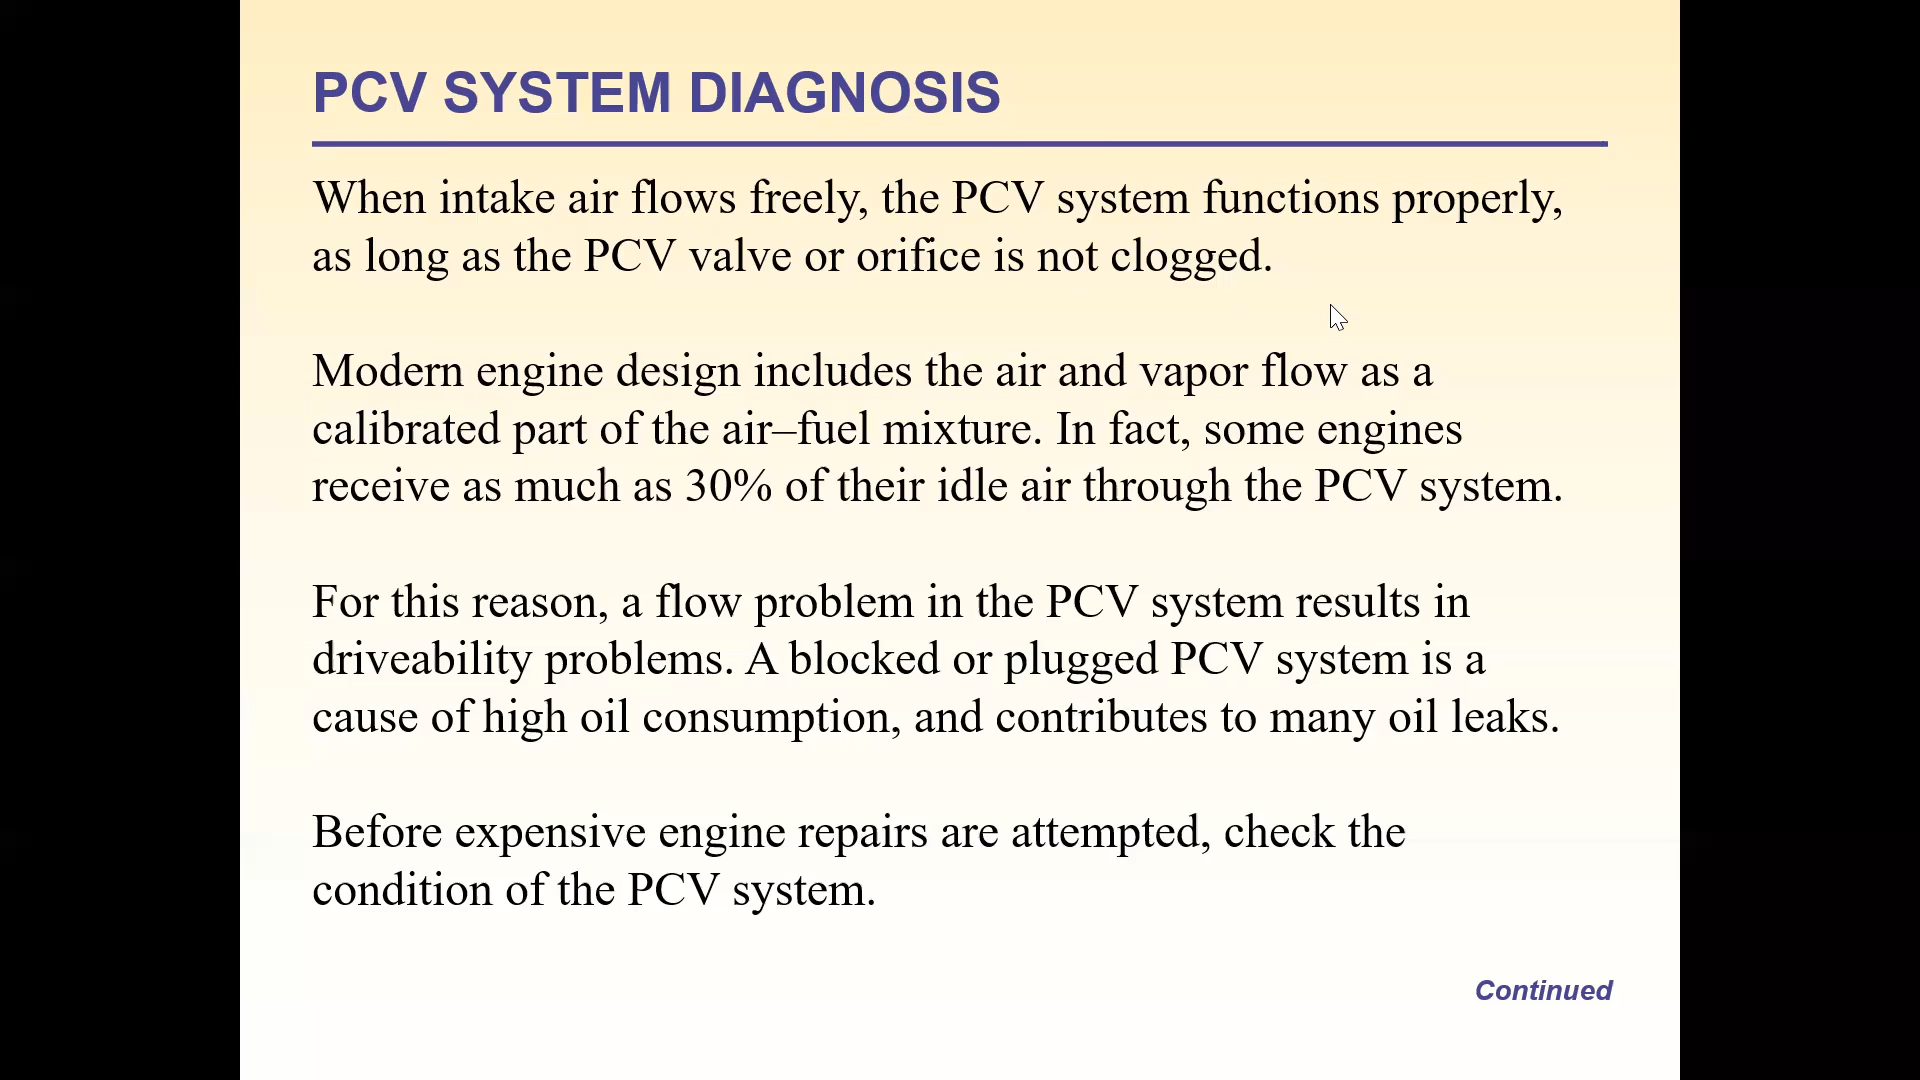 PCV SYSTEM DIAGNOSIS
When intake air flows freely, the PCV system functions properly,
as long as the PCV valve or orifice is not clogged.
Modern engine design includes the air and vapor flow as a
calibrated part of the air–fuel mixture. In fact, some engines
receive as much as 30% of their idle air through the PCV system.
For this reason, a flow problem in the PCV system results in
driveability problems. A blocked or plugged PCV system is a
cause of high oil consumption, and contributes to many oil leaks.
Before expensive engine repairs are attempted, check the
condition of the PCV system.
Continued